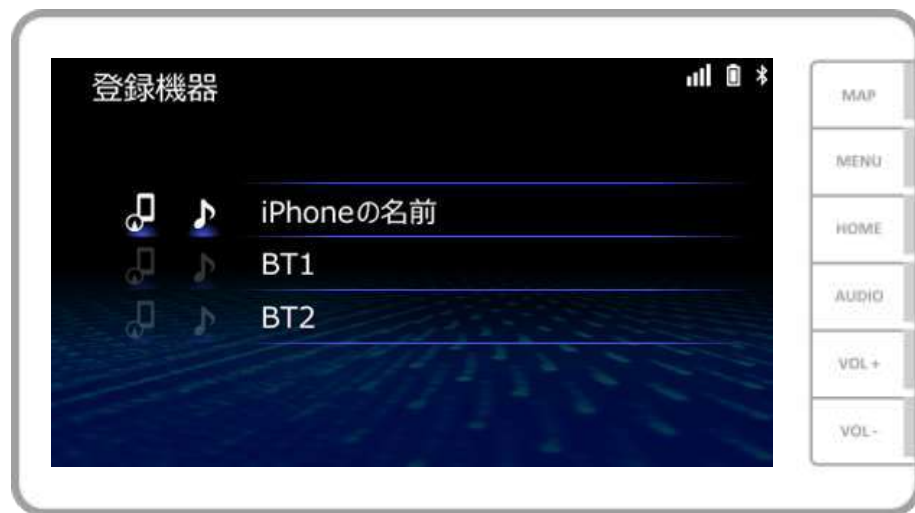 登録機器
iPhoneの名前
BT1
BT2
MAP
MENU
HOME
AUDIO
VOL +
VOL -